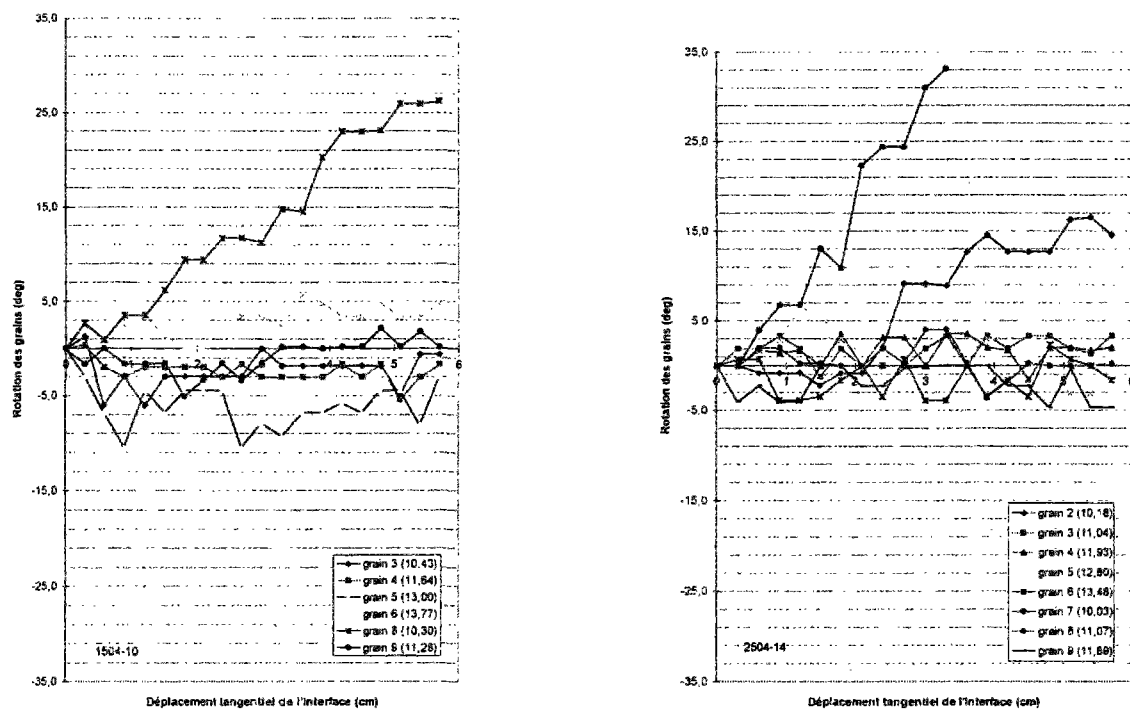 35,0
25,0
15,0
5,0
-5,0
-15,0
-25,0
-35,0
Rotation des grains (deg)
0
2
4
5
6
grain 3 (10,43)
grain 4 (11,64)
grain 5 (13,00)
grain 6 (13,77)
grain 8 (10,30)
grain 9 (11,28)
1504-10
Déplacement tangentiel de l'interface (cm)
35,0
25,0
15,0
5,0
-5,0
-15,0
-25,0
-35,0
Rotation des grains (deg)
0
1
2
3
4
5
grain 2 (10,18)
grain 3 (11,04)
grain 4 (11,93)
grain 5 (12,80)
grain 6 (13,48)
grain 7 (10,03)
grain 8 (11,07)
grain 9 (11,89)
2504-14
Déplacement tangentiel de l'interface (cm)